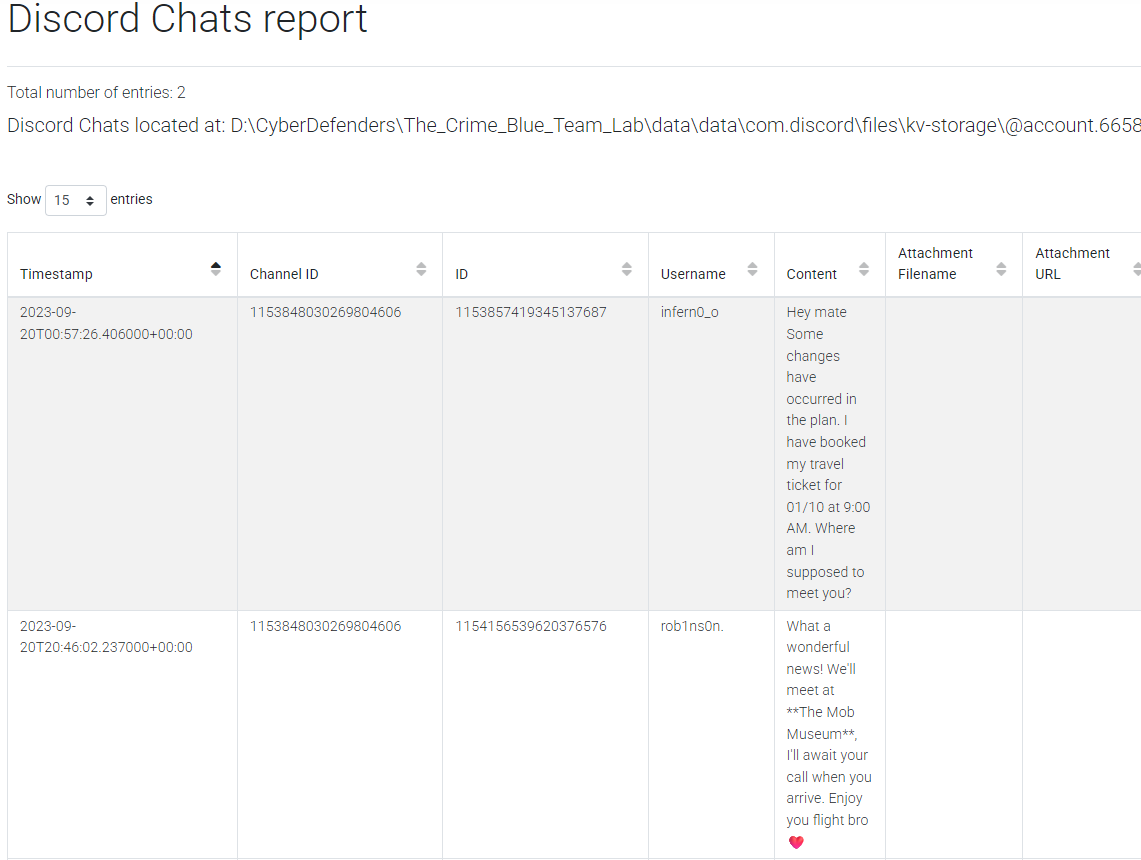 Discord Chats report
Total number of entries: 2
Discord Chats located at: D:\CyberDefenders\The_Crime_Blue_Team_Lab\data\data\com.discord\files\kv-storage\@account.6658
Show 15 entries
Timestamp Channel ID ID Username Content Attachment Filename Attachment URL
2023-09-
20T00:57:26.406000+00:00
1153848030269804606
1153857419345137687
infern0_o
Hey mate
Some
changes
have
occurred in
the plan. I
have booked
my travel
ticket for
01/10 at 9:00
AM. Where
am I
supposed to
meet you?
2023-09-
20T20:46:02.237000+00:00
1153848030269804606
1154156539620376576
rob1ns0n.
What a
wonderful
news! We'll
meet at
**The Mob
Museum**,
I'll await your
call when you
arrive. Enjoy
you flight bro
❤️